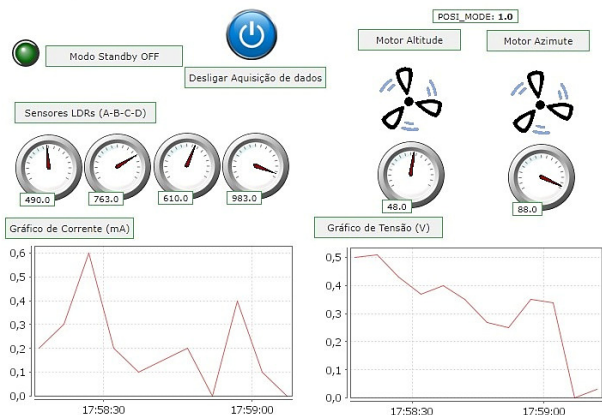 POSI_MODE: 1.0
Modo Standby OFF
Desligar Aquisição de dados
Motor Altitude
Motor Azimute
Sensores LDRs (A-B-C-D)
490.0
763.0
610.0
983.0
48.0
88.0
Gráfico de Corrente (mA)
0,6
0,5
0,4
0,3
0,2
0,1
0,0
17:58:30
17:59:00
Gráfico de Tensão (V)
0,5
0,4
0,3
0,2
0,1
0,0
17:58:30
17:59:00